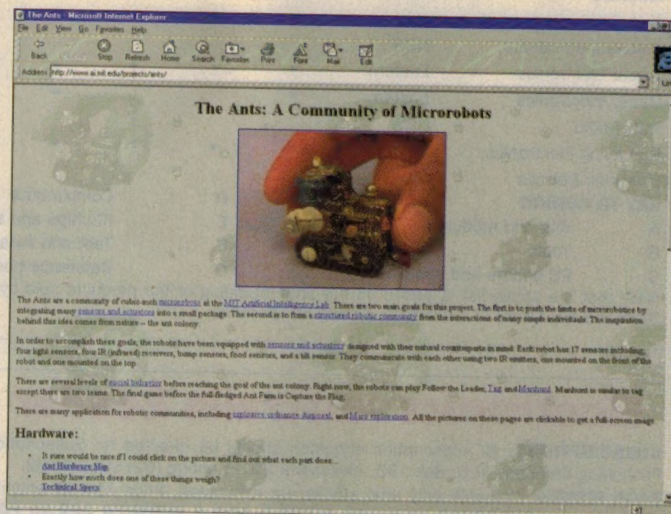 The Ants - Microsoft Internet Explorer
File Edit View Go Favorites Help
Back Stop Refresh Home Search Favorites Print Font Mail Edit
Address http://www.ai.mit.edu/projects/ants/
The Ants: A Community of Microrobots
The Ants are a community of cubic-inch microrobots at the MIT Artificial Intelligence Lab. There are two main goals for this project. The first is to push the limits of microrobotics by
integrating many sensors and actuators into a small package. The second is to form a structured robotic community from the interactions of many simple individuals. The inspiration
behind this idea comes from nature -- the ant colony.
In order to accomplish these goals, the robots have been equipped with sensors and actuators designed with their natural counterparts in mind. Each robot has 17 sensors including,
four light sensors, four IR (infrared) receivers, bump sensors, food sensors, and a tilt sensor. They communicate with each other using two IR emitters, one mounted on the front of the
robot and one mounted on the top.
There are several levels of social behavior before reaching the goal of the ant colony. Right now, the robots can play Follow the Leader, Tag and Manhunt. Manhunt is similar to tag
except there are two teams. The final game before the full-fledged Ant Farm is Capture the Flag.
There are many application for robotic communities, including explosive ordinance disposal, and Mars exploration. All the pictures on these pages are clickable to get a full-screen image.
Hardware:
It sure would be nice if I could click on the picture and find out what each part does...
Ant Hardware Map
Exactly how much does one of these things weigh?
Technical Specs